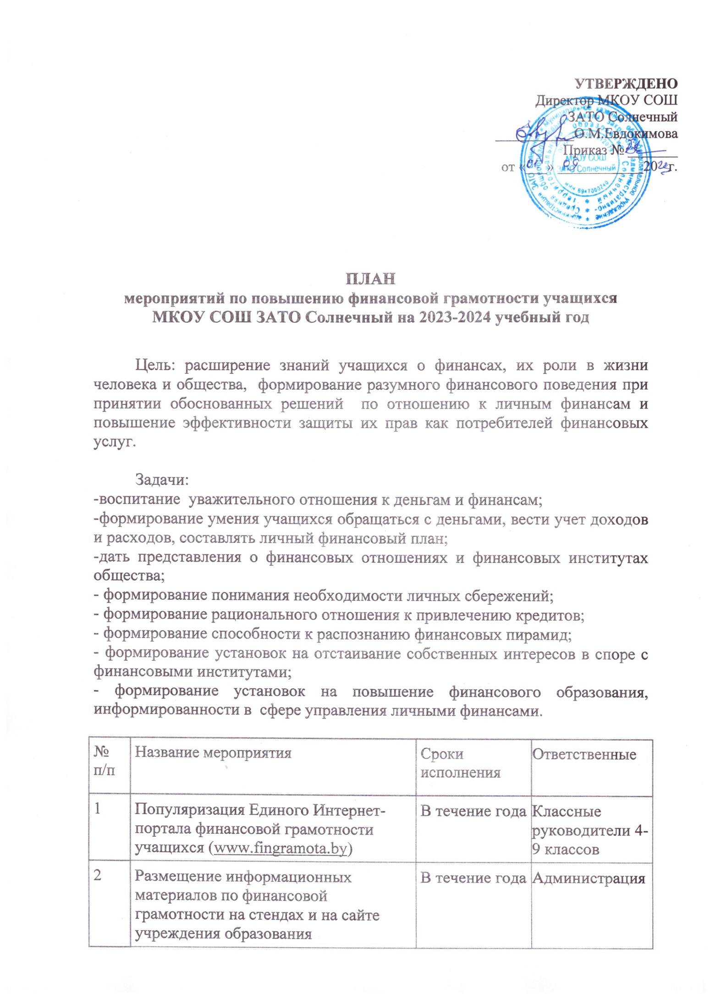 УТВЕРЖДЕНО
Директор МКОУ СОШ
ЗАТО Солнечный
О.М.Евдокимова
Приказ №
от «01» 09 2023г.
МКОУ СОШ
ЗАТО Солнечный
ИНН 6947000240
ПЛАН
мероприятий по повышению финансовой грамотности учащихся
МКОУ СОШ ЗАТО Солнечный на 2023-2024 учебный год
Цель: расширение знаний учащихся о финансах, их роли в жизни
человека и общества, формирование разумного финансового поведения при
принятии обоснованных решений по отношению к личным финансам и
повышение эффективности защиты их прав как потребителей финансовых
услуг.
Задачи:
-воспитание уважительного отношения к деньгам и финансам;
-формирование умения учащихся обращаться с деньгами, вести учет доходов
и расходов, составлять личный финансовый план;
-дать представления о финансовых отношениях и финансовых институтах
общества;
- формирование понимания необходимости личных сбережений;
- формирование рационального отношения к привлечению кредитов;
- формирование способности к распознанию финансовых пирамид;
- формирование установок на отстаивание собственных интересов в споре с
финансовыми институтами;
- формирование установок на повышение финансового образования,
информированности в сфере управления личными финансами.
№
п/п
Название мероприятия
Сроки
исполнения
Ответственные
1
Популяризация Единого Интернет-
портала финансовой грамотности
учащихся (www.fingramota.by)
В течение года
Классные
руководители 4-
9 классов
2
Размещение информационных
материалов по финансовой
грамотности на стендах и на сайте
учреждения образования
В течение года
Администрация